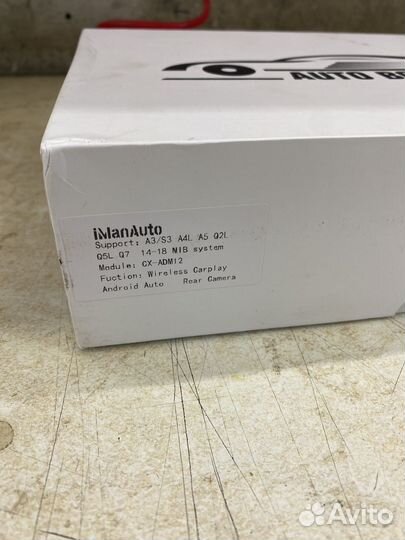 AUTO
iManAuto
Support: A3/S3 A4L A5 Q2L
Q5L Q7 14-18 MIB system
Module: CX-ADM12
Fuction: Wireless Carplay
Android Auto Rear Camera
Avito